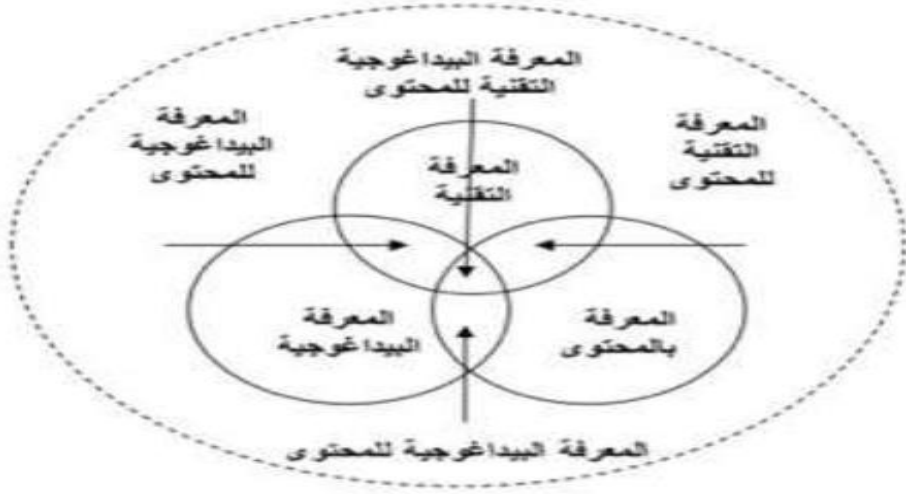 المعرفة البيداغوجية
التقنية للمحتوى
المعرفة
التقنية
للمحتوى
المعرفة
البيداغوجية
للمحتوى
المعرفة
التقنية
المعرفة
بالمحتوى
المعرفة
البيداغوجية
المعرفة البيداغوجية للمحتوى